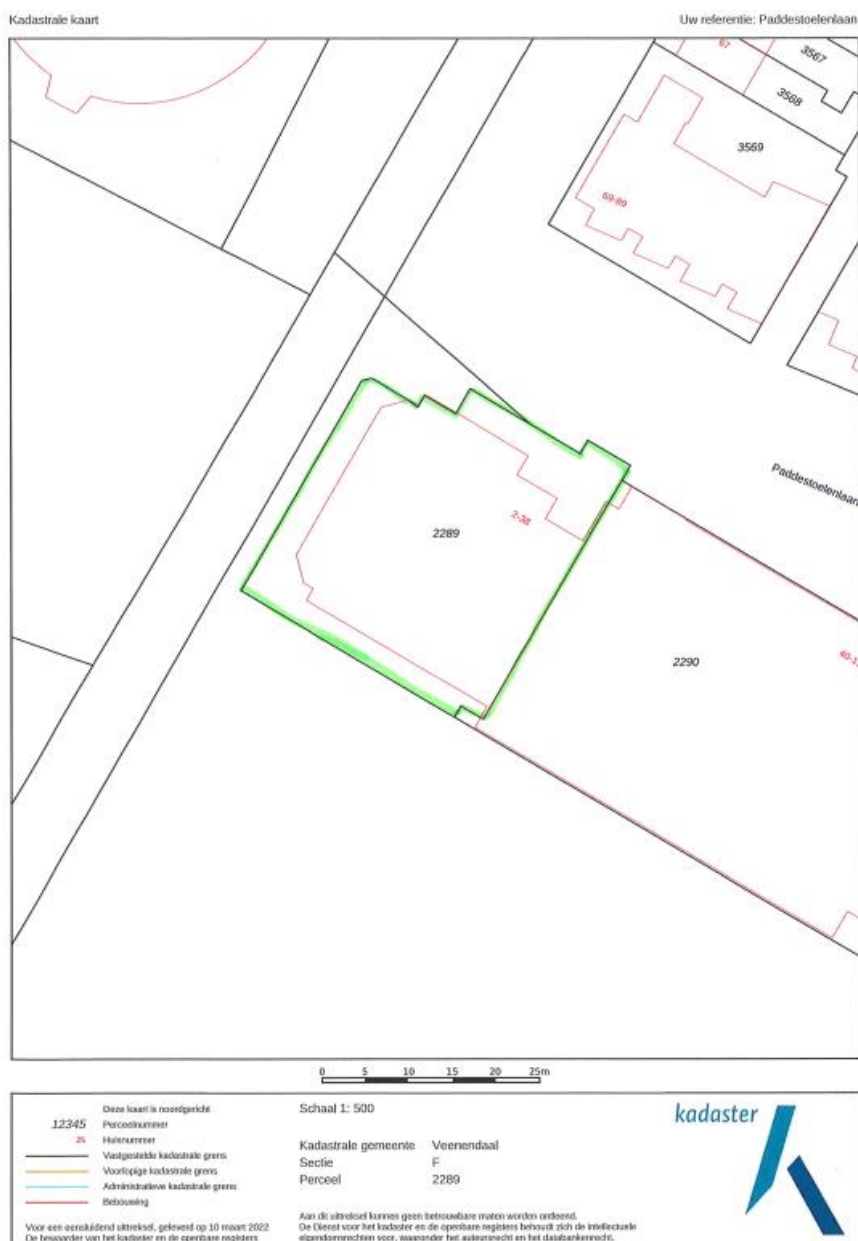 Kadastrale kaart
Uw referentie: Paddestoelenlaan
67
3567
3568
3569
69-89
Paddestoelenlaan
2289
2-38
2290
0 5 10 15 20 25m
Deze kaart is noordgericht
12345 Perceelnummer
25 Huisnummer
Vastgestelde kadastrale grens
Voorlopige kadastrale grens
Administratieve kadastrale grens
Bebouwing
Voor een eensluidend uittreksel, geleverd op 10 maart 2022
De bewaarder van het kadaster en de openbare registers
Schaal 1: 500
Kadastrale gemeente Veenendaal
Sectie F
Perceel 2289
Aan dit uittreksel kunnen geen betrouwbare maten worden ontleend.
De Dienst voor het kadaster en de openbare registers behoudt zich de intellectuele
eigendomsrechten voor, waaronder het auteursrecht en het databankenrecht.
kadaster